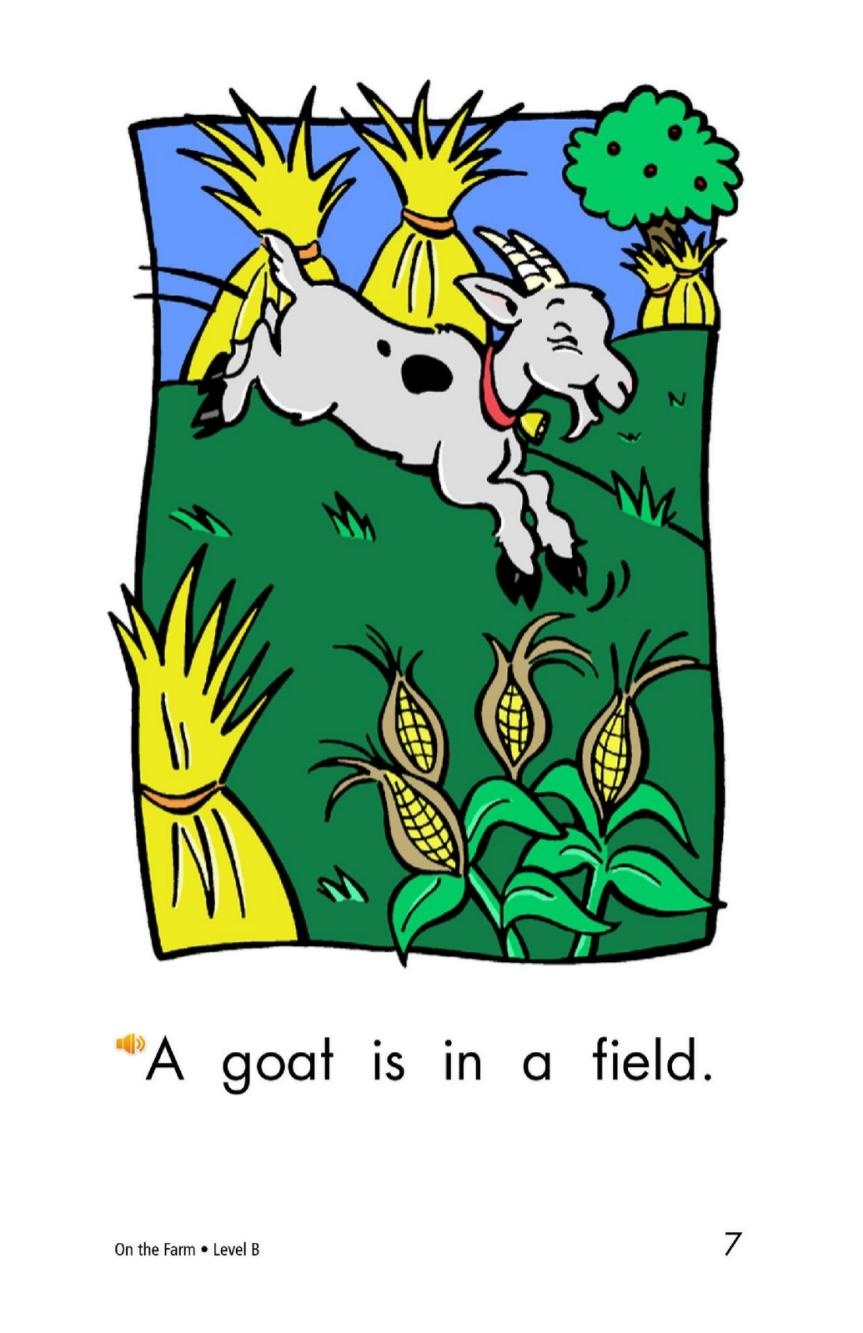 A goat is in a field.
On the Farm • Level B
7